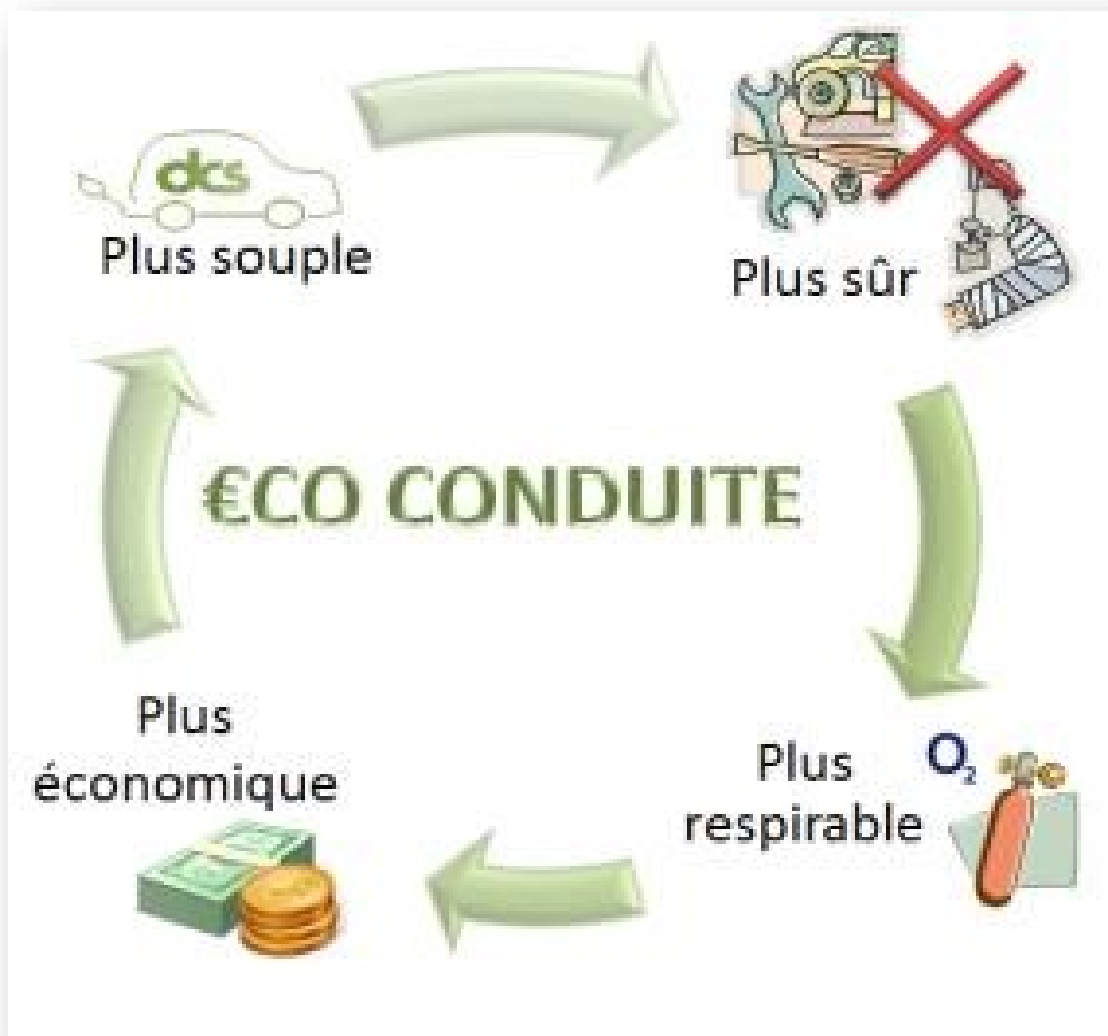 dcs
Plus souple
Plus sûr
€CO CONDUITE
Plus
respirable
O₂
Plus
économique